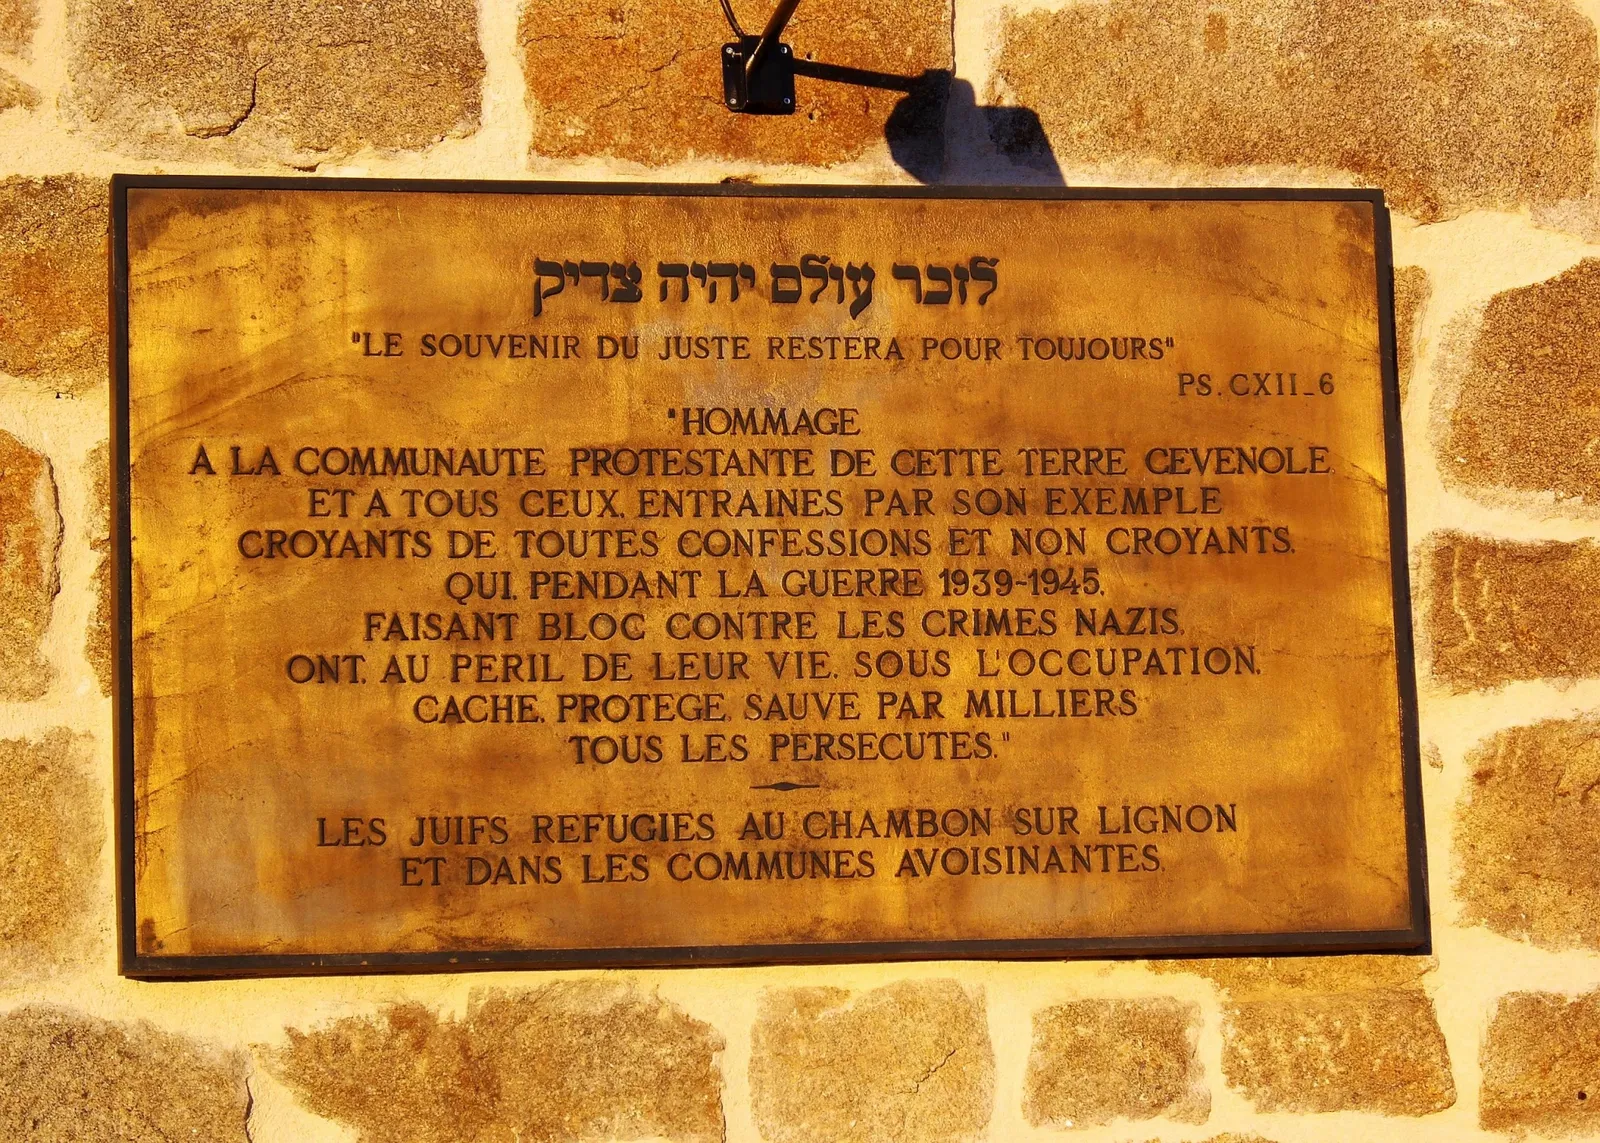 לזכר עולם יהיה צדיק
"LE SOUVENIR DU JUSTE RESTERA POUR TOUJOURS"
PS. CXII_6
"HOMMAGE
A LA COMMUNAUTE PROTESTANTE DE CETTE TERRE CEVENOLE,
ET A TOUS CEUX, ENTRAINES PAR SON EXEMPLE
CROYANTS DE TOUTES CONFESSIONS ET NON CROYANTS,
QUI, PENDANT LA GUERRE 1939-1945,
FAISANT BLOC CONTRE LES CRIMES NAZIS,
ONT, AU PERIL DE LEUR VIE, SOUS L'OCCUPATION,
CACHE, PROTEGE, SAUVE PAR MILLIERS
TOUS LES PERSECUTES."
LES JUIFS REFUGIES AU CHAMBON SUR LIGNON
ET DANS LES COMMUNES AVOISINANTES,